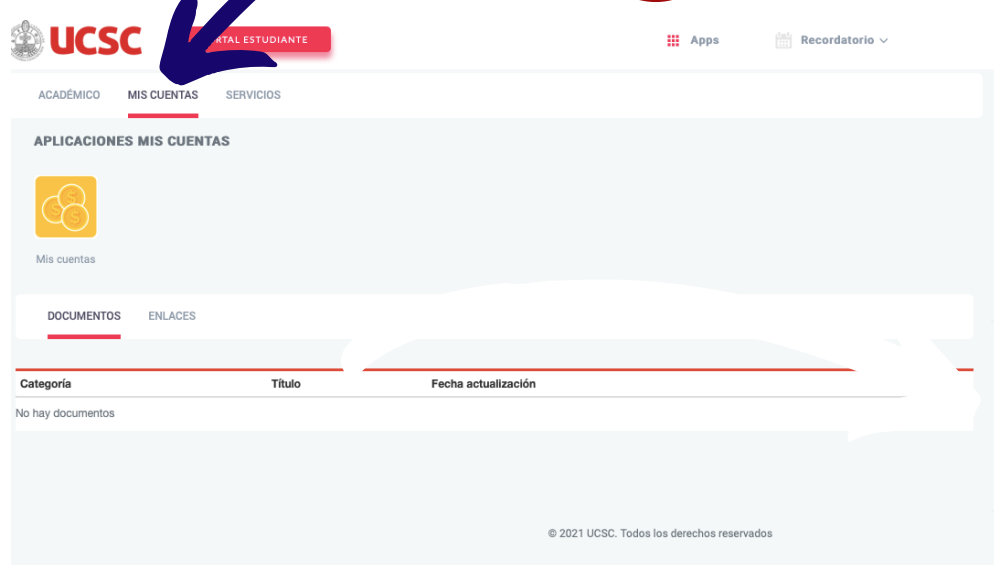 UCSC
RTAL ESTUDIANTE
Apps
Recordatorio
ACADÉMICO MIS CUENTAS SERVICIOS
APLICACIONES MIS CUENTAS
Mis cuentas
DOCUMENTOS ENLACES
Categoría Título Fecha actualización
No hay documentos
© 2021 UCSC. Todos los derechos reservados